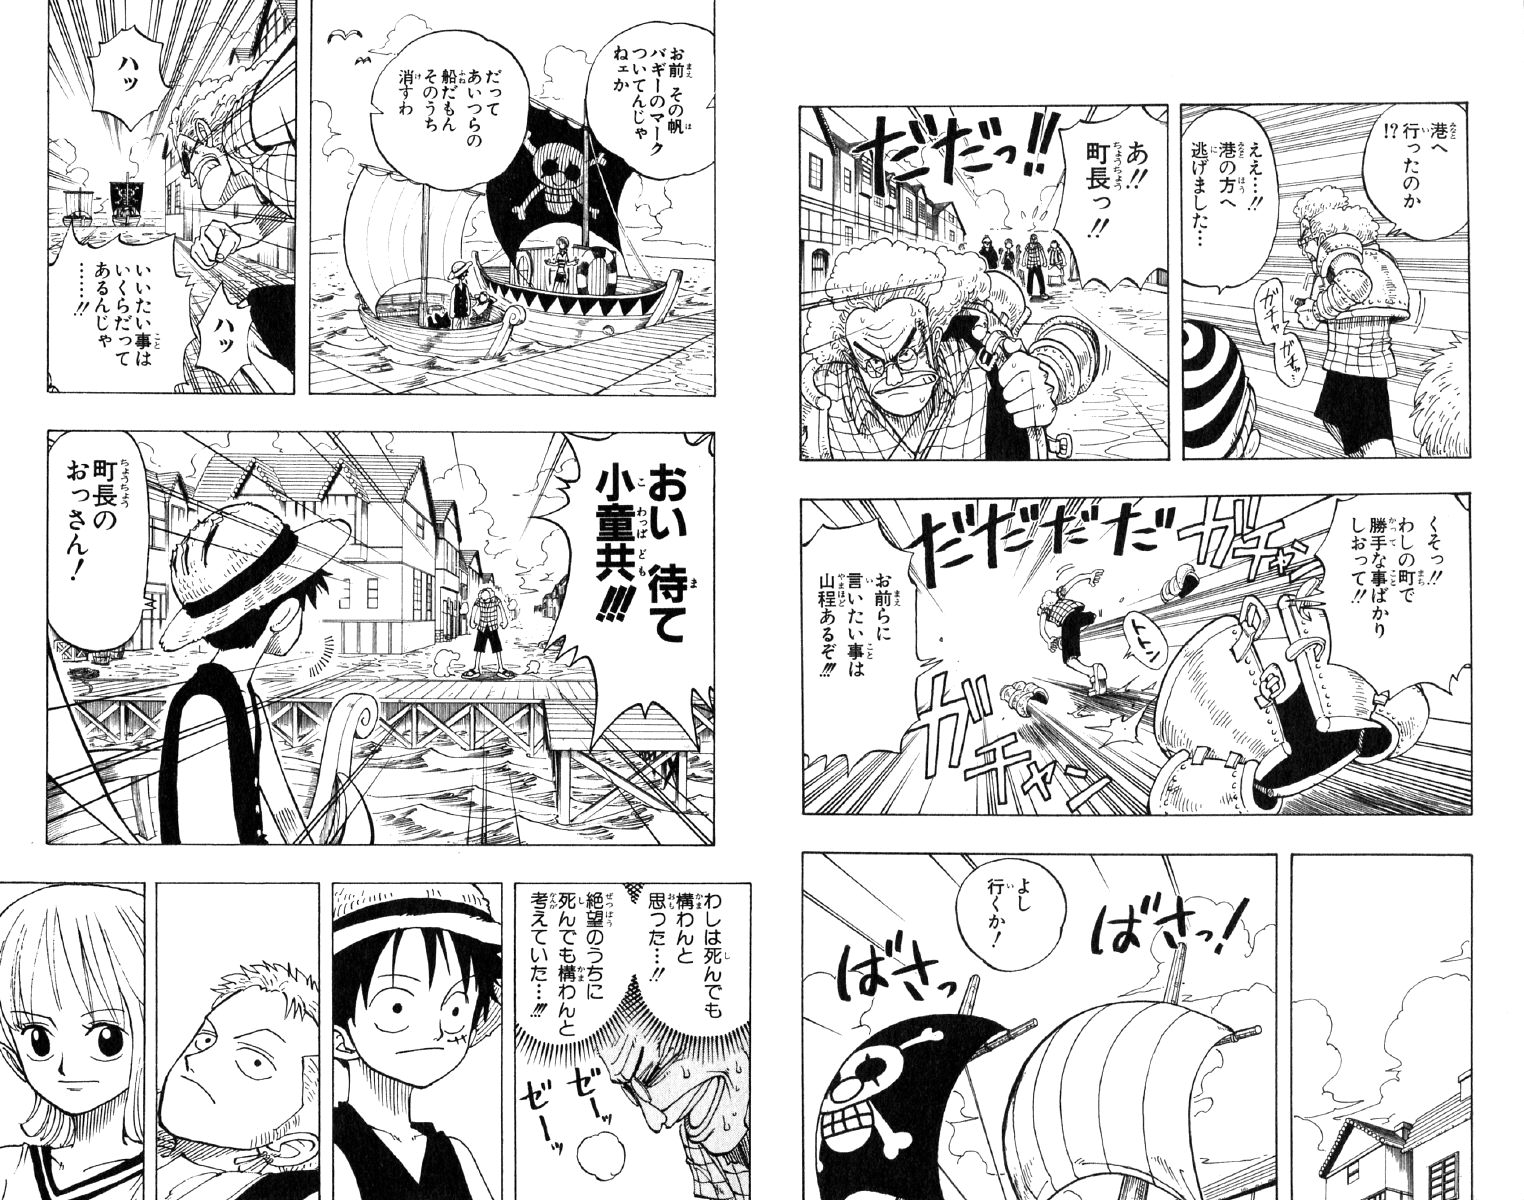 港へ
行ったのか
!?
ええ…!!
港の方へ
逃げました…
ガチャガチャ…
あ!!
町長っ!!
だだっ!!
くそっ!!
わしの町で
勝手な事ばかり
しおって!!
ガチャン
トトン
ガチャン
だだだだ
お前らに
言いたい事は
山程あるぞ!!!
ばさっ!
よし
行くか!
ばさっ
お前 その帆
バギーのマーク
ついてんじゃ
ねェか
だって
あいつらの
船だもん
そのうち
消すわ
ハッ
ハッ
いいたい事は
いくらだって
あるんじゃ
……!!
おい 待て
小童共!!!
町長の
おっさん!
わしは死んでも
構わんと
思った…!!
絶望のうちに
死んでも構わんと
考えていた…!!!
ゼーッ
ゼーッ